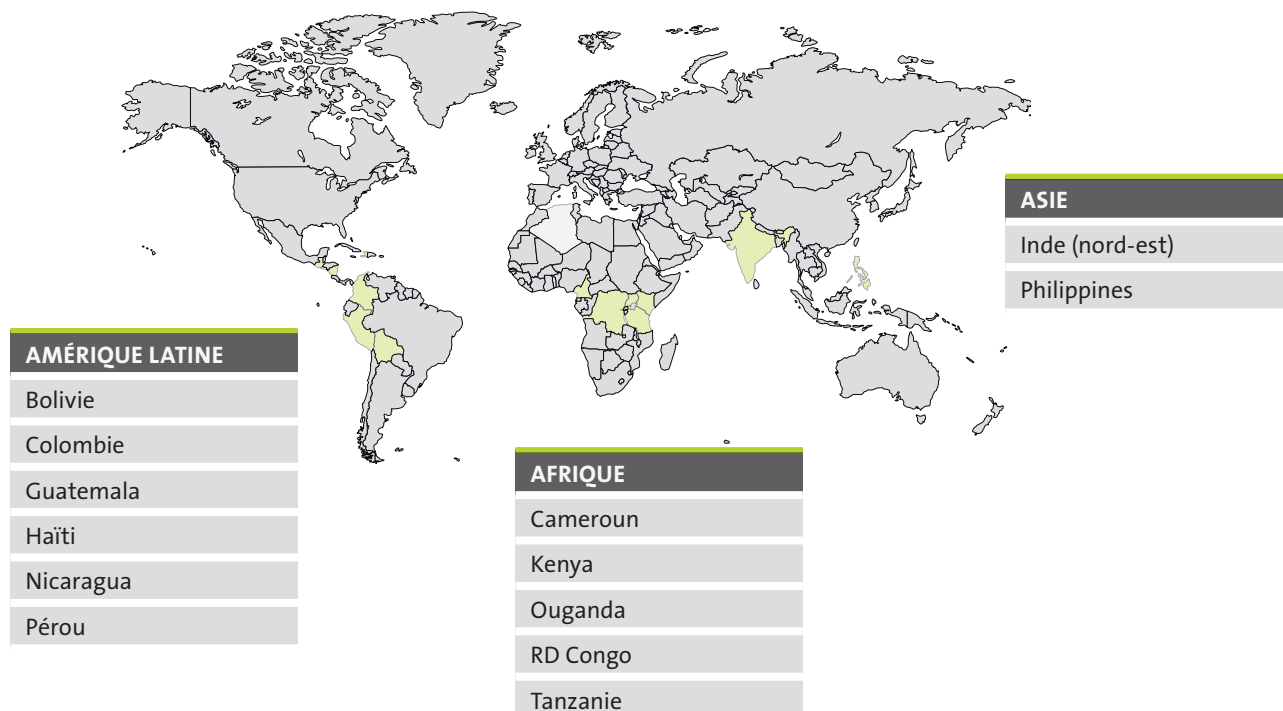 AMÉRIQUE LATINE
Bolivie
Colombie
Guatemala
Haïti
Nicaragua
Pérou
AFRIQUE
Cameroun
Kenya
Ouganda
RD Congo
Tanzanie
ASIE
Inde (nord-est)
Philippines